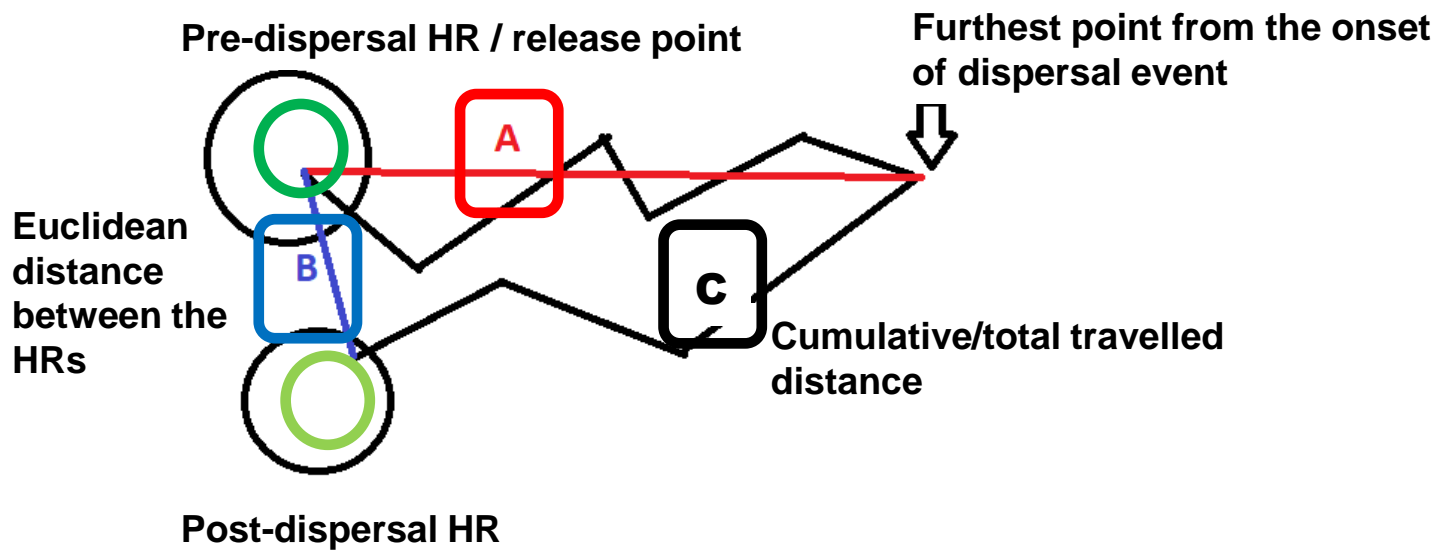 Pre-dispersal HR / release point
Furthest point from the onset
of dispersal event
A
Euclidean
distance
between the
HRs
B
C
Cumulative/total travelled
distance
Post-dispersal HR